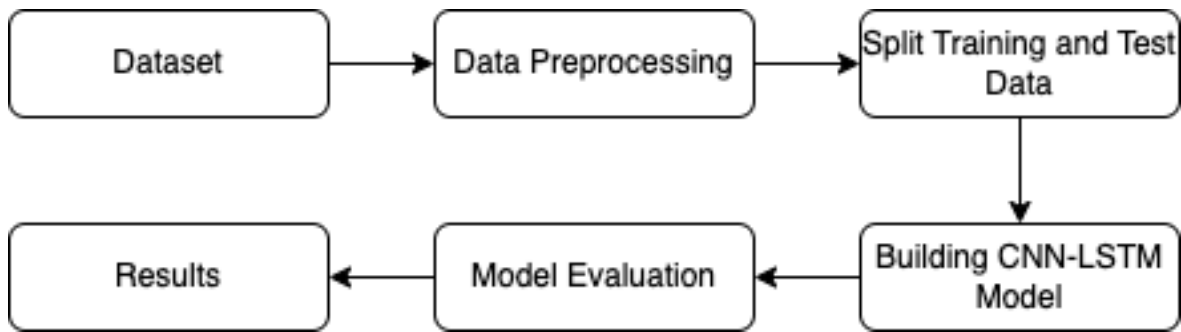 Dataset
Data Preprocessing
Split Training and Test
Data
Building CNN-LSTM
Model
Model Evaluation
Results